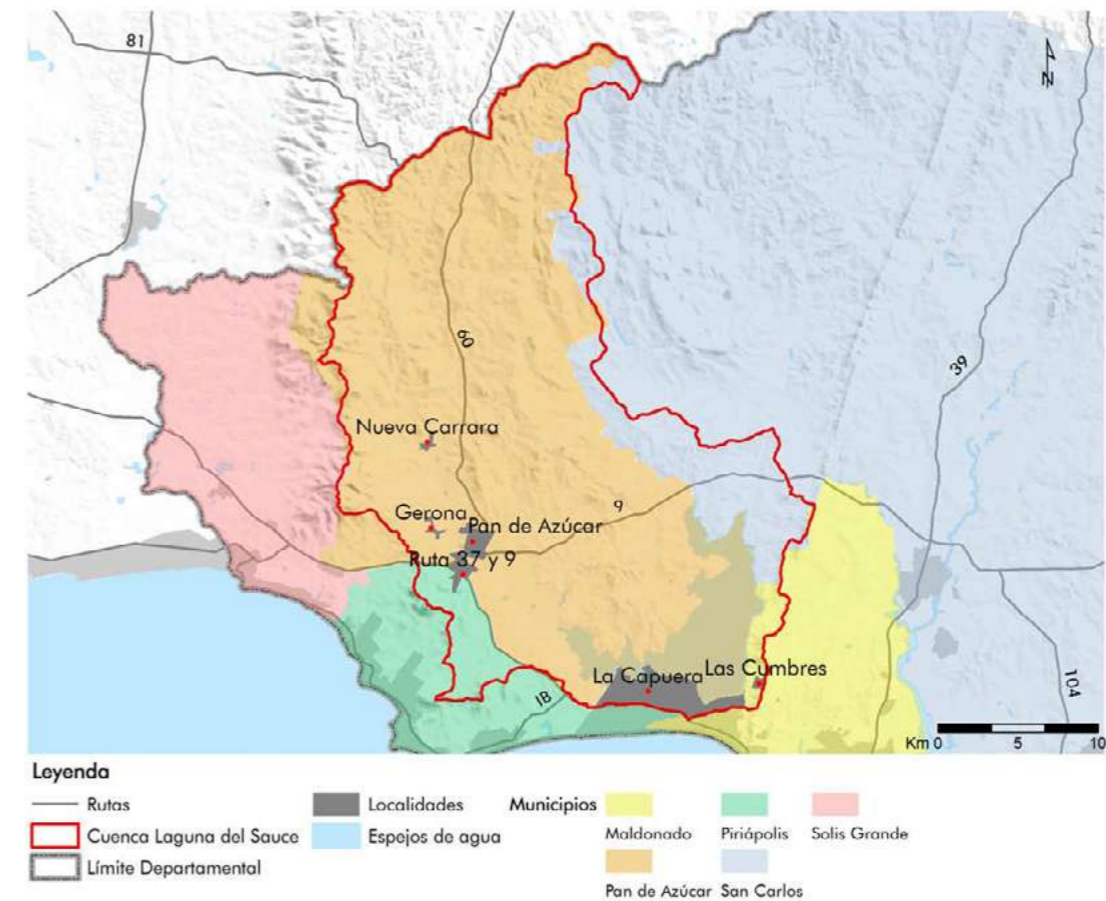 81
N
60
39
Nueva Carrara
9
Gerona
Pan de Azúcar
Ruta 37 y 9
La Capuera
Las Cumbres
104
IB
Km 0 5 10
Leyenda
Rutas
Localidades
Municipios
Cuenca Laguna del Sauce
Espejos de agua
Maldonado
Piriápolis
Solis Grande
Límite Departamental
Pan de Azúcar
San Carlos